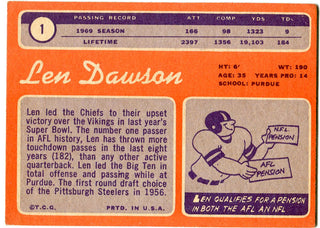 1
PASSING RECORD ATT COMP YDS TD'S
1969 SEASON 166 98 1323 9
LIFETIME 2397 1356 19,103 184
Len Dawson
HT: 6' WT: 190
AGE: 35 YEARS PRO: 14
SCHOOL: PURDUE
Len led the Chiefs to their upset
victory over the Vikings in last year's
Super Bowl. The number one passer
in AFL history, Len has thrown more
touchdown passes in the last eight
years (182), than any other active
quarterback. Len led the Big Ten in
total offense and passing while at
Purdue. The first round draft choice
of the Pittsburgh Steelers in 1956.
©T.C.G. PRTD. IN U.S.A.
NFL
PENSION
AFL
PENSION
LEN QUALIFIES FOR A PENSION
IN BOTH THE AFL AN NFL